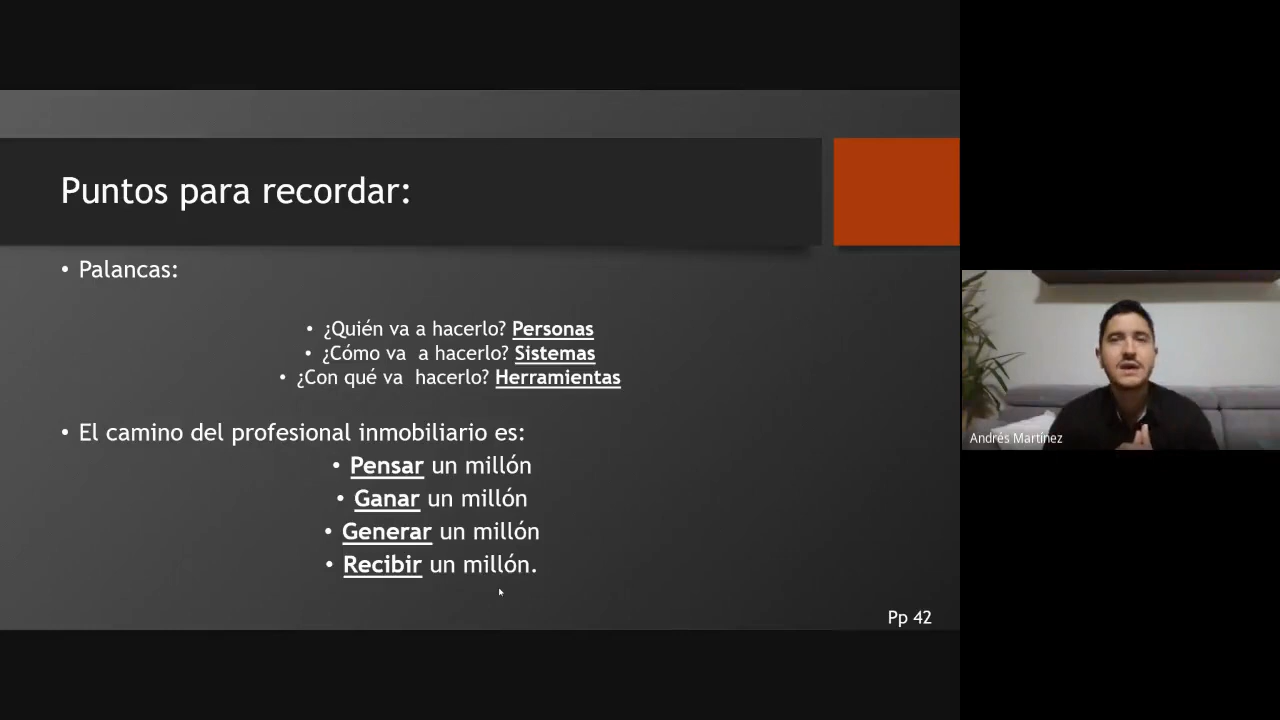 Puntos para recordar:
• Palancas:
• ¿Quién va a hacerlo? Personas
• ¿Cómo va  a hacerlo? Sistemas
• ¿Con qué va  hacerlo? Herramientas
• El camino del profesional inmobiliario es:
• Pensar un millón
• Ganar un millón
• Generar un millón
• Recibir un millón.
Pp 42
Andrés Martínez